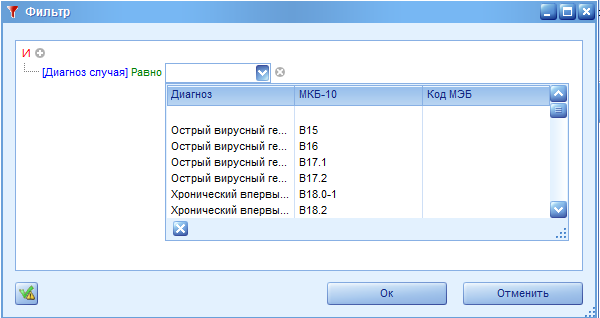 Фильтр
И
[Диагноз случая] Равно
Диагноз МКБ-10 Код МЭБ
Острый вирусный ге... B15
Острый вирусный ге... B16
Острый вирусный ге... B17.1
Острый вирусный ге... B17.2
Хронический впервы... B18.0-1
Хронический впервы... B18.2
Ок Отменить